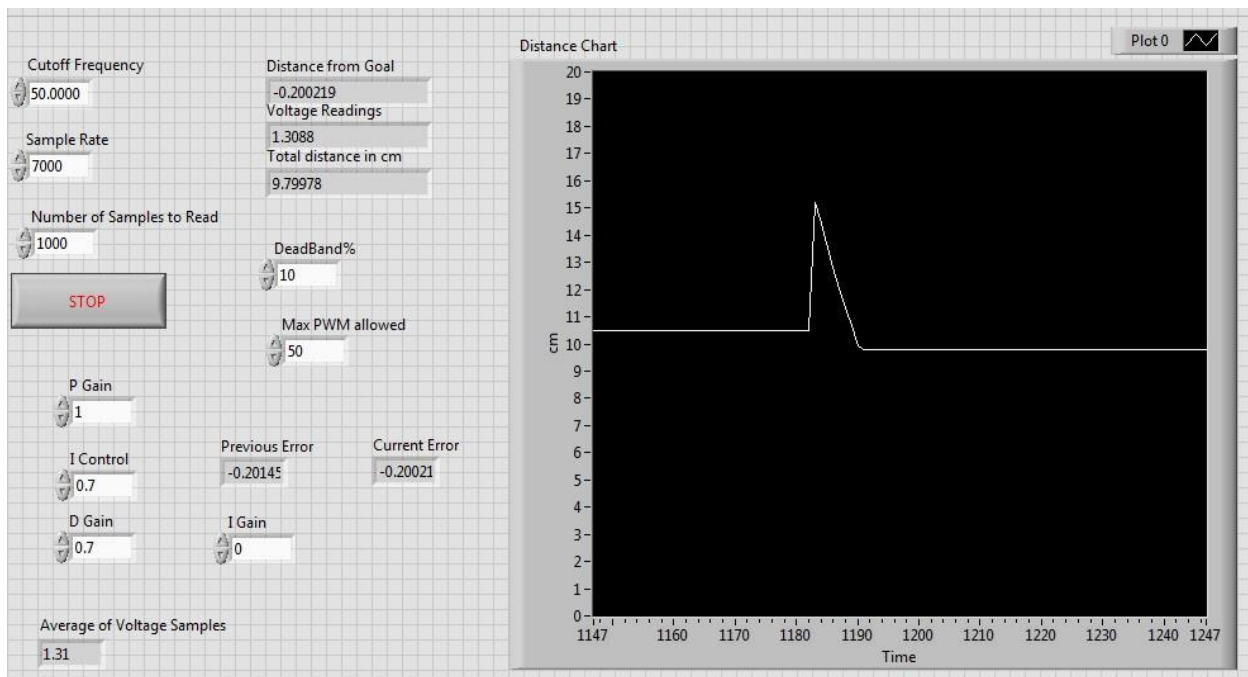 Cutoff Frequency
50.0000
Sample Rate
7000
Number of Samples to Read
1000
STOP
Distance from Goal
-0.200219
Voltage Readings
1.3088
Total distance in cm
9.79978
DeadBand%
10
Max PWM allowed
50
P Gain
1
I Control
0.7
D Gain
0.7
Previous Error
-0.20145
Current Error
-0.20021
I Gain
0
Average of Voltage Samples
1.31
Distance Chart
Plot 0
20
19
18
17
16
15
14
13
12
11
10
9
8
7
6
5
4
3
2
1
0
cm
1147 1160 1170 1180 1190 1200 1210 1220 1230 1240 1247
Time